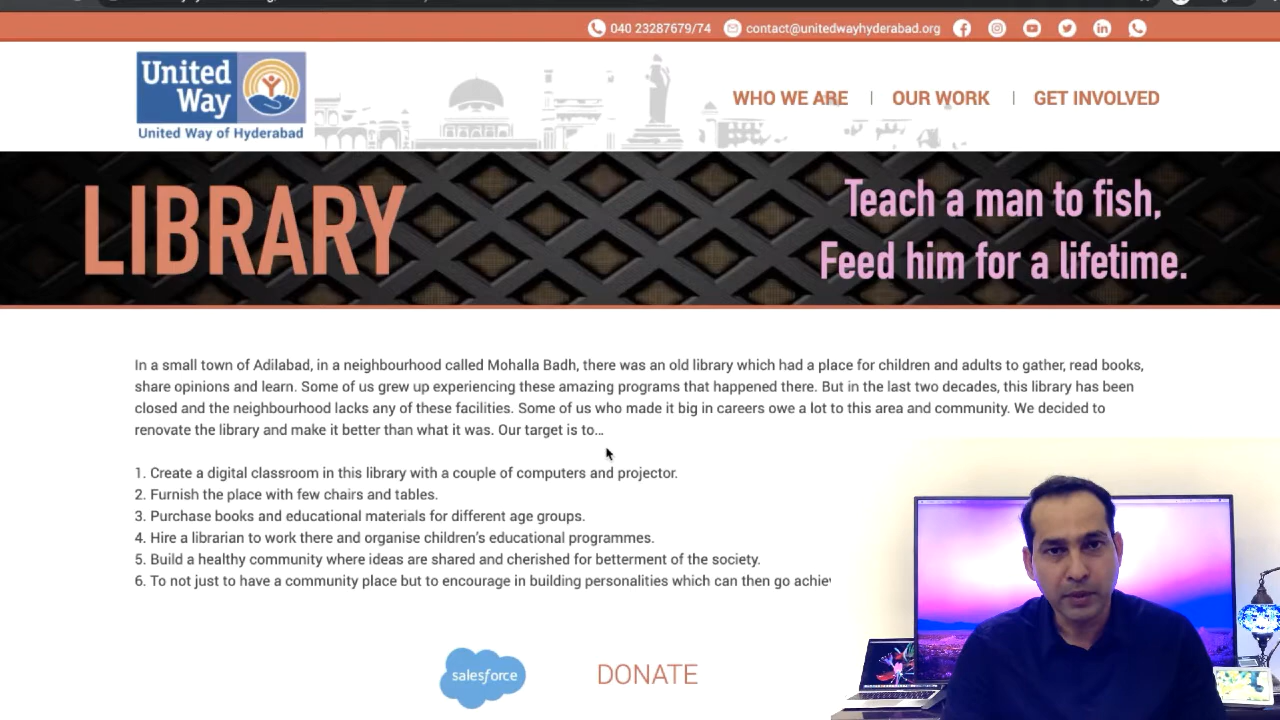 040 23287679/74 contact@unitedwayhyderabad.org
United
Way
United Way of Hyderabad
WHO WE ARE | OUR WORK | GET INVOLVED
LIBRARY
Teach a man to fish,
Feed him for a lifetime.
In a small town of Adilabad, in a neighbourhood called Mohalla Badh, there was an old library which had a place for children and adults to gather, read books,
share opinions and learn. Some of us grew up experiencing these amazing programs that happened there. But in the last two decades, this library has been
closed and the neighbourhood lacks any of these facilities. Some of us who made it big in careers owe a lot to this area and community. We decided to
renovate the library and make it better than what it was. Our target is to...
1. Create a digital classroom in this library with a couple of computers and projector.
2. Furnish the place with few chairs and tables.
3. Purchase books and educational materials for different age groups.
4. Hire a librarian to work there and organise children's educational programmes.
5. Build a healthy community where ideas are shared and cherished for betterment of the society.
6. To not just to have a community place but to encourage in building personalities which can then go
salesforce DONATE